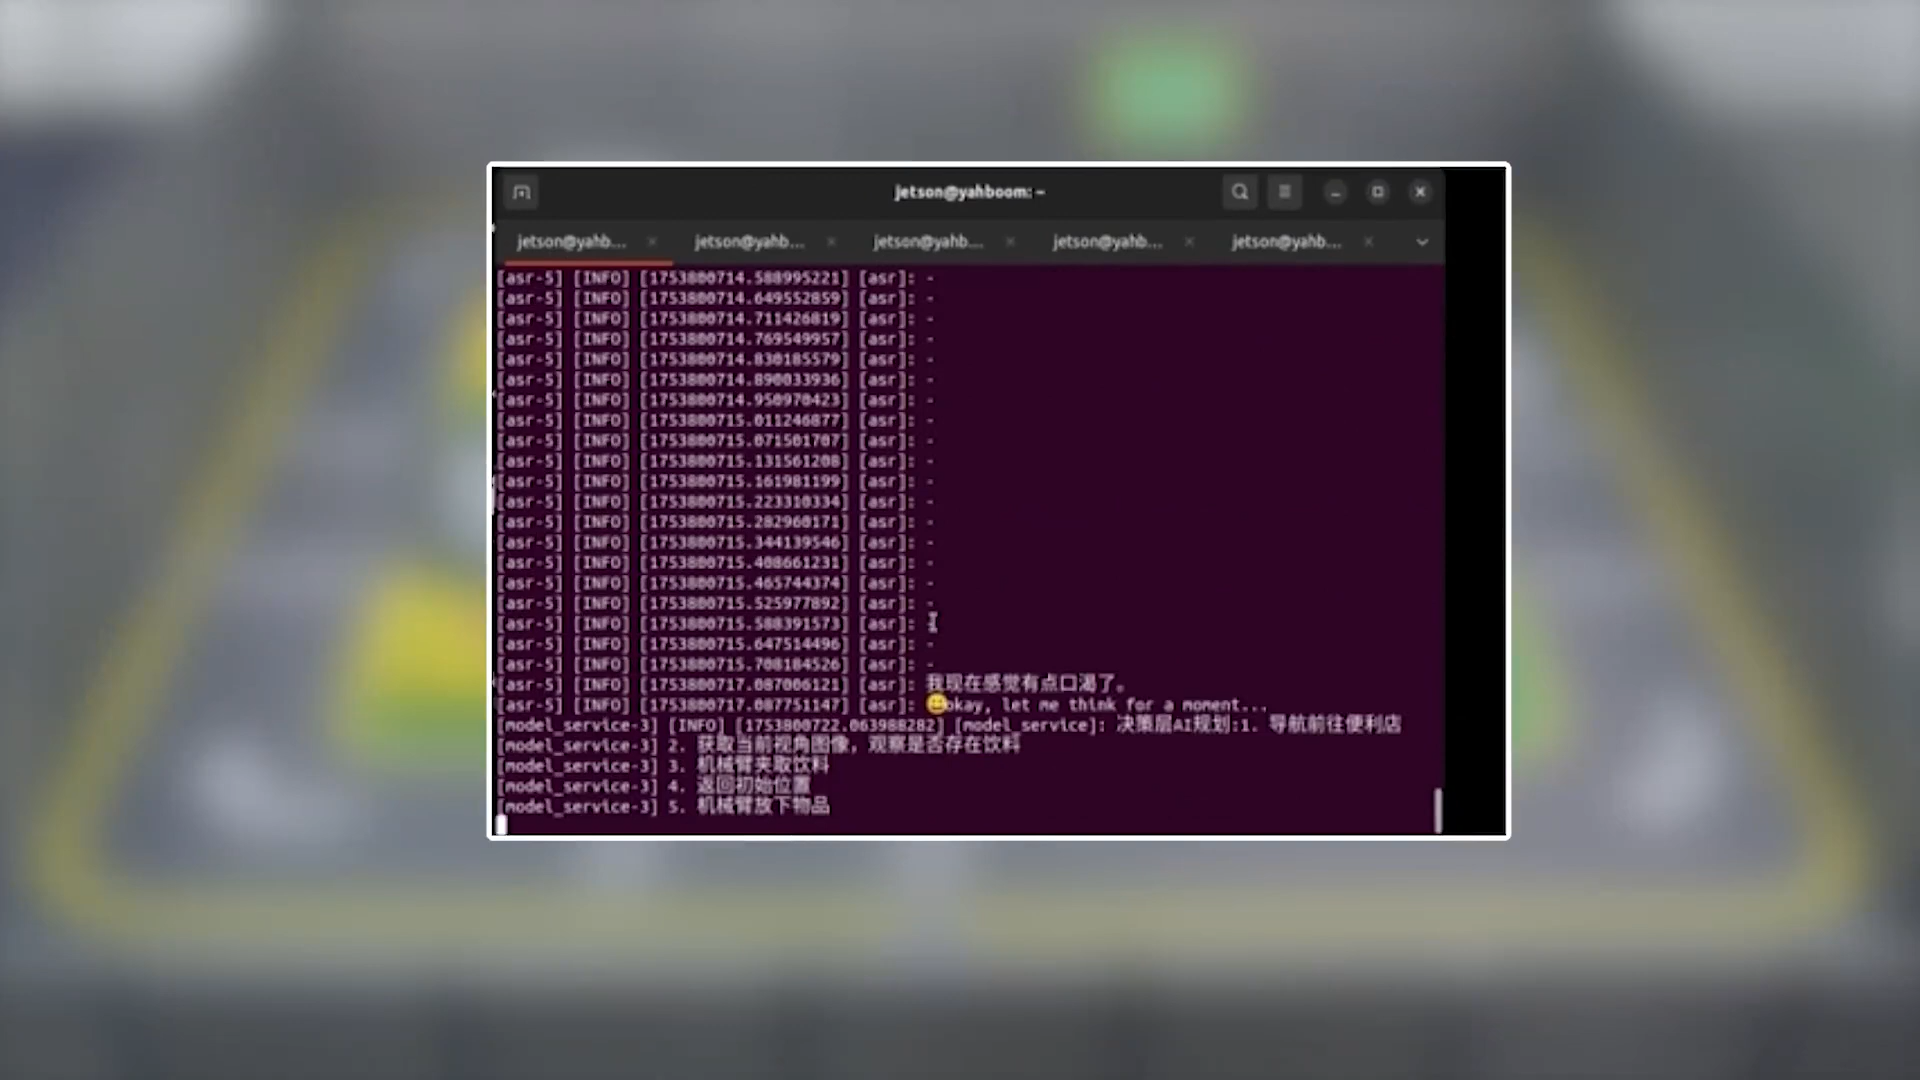 jetson@yahboom: ~
jetson@yahb... jetson@yahb... jetson@yahb... jetson@yahb... jetson@yahb...
[asr-5] [INFO] [1753800714.588995221] [asr]: -
[asr-5] [INFO] [1753800714.649552859] [asr]: -
[asr-5] [INFO] [1753800714.711426819] [asr]: -
[asr-5] [INFO] [1753800714.769549957] [asr]: -
[asr-5] [INFO] [1753800714.830185579] [asr]: -
[asr-5] [INFO] [1753800714.890033936] [asr]: -
[asr-5] [INFO] [1753800714.950970423] [asr]: -
[asr-5] [INFO] [1753800715.011246877] [asr]: -
[asr-5] [INFO] [1753800715.071501707] [asr]: -
[asr-5] [INFO] [1753800715.131561208] [asr]: -
[asr-5] [INFO] [1753800715.161981199] [asr]: -
[asr-5] [INFO] [1753800715.223310334] [asr]: -
[asr-5] [INFO] [1753800715.282960171] [asr]: -
[asr-5] [INFO] [1753800715.344139546] [asr]: -
[asr-5] [INFO] [1753800715.408661231] [asr]: -
[asr-5] [INFO] [1753800715.465744374] [asr]: -
[asr-5] [INFO] [1753800715.525977892] [asr]: -
[asr-5] [INFO] [1753800715.588391573] [asr]: -
[asr-5] [INFO] [1753800715.647514496] [asr]: -
[asr-5] [INFO] [1753800715.708184526] [asr]: -
[asr-5] [INFO] [1753800717.087006121] [asr]: 我现在感觉有点口渴了。
[asr-5] [INFO] [1753800717.087751147] [asr]: 😀okay, let me think for a moment...
[model_service-3] [INFO] [1753800722.063988282] [model_service]: 决策层AI规划:1. 导航前往便利店
[model_service-3] 2. 获取当前视角图像，观察是否存在饮料
[model_service-3] 3. 机械臂夹取饮料
[model_service-3] 4. 返回初始位置
[model_service-3] 5. 机械臂放下物品